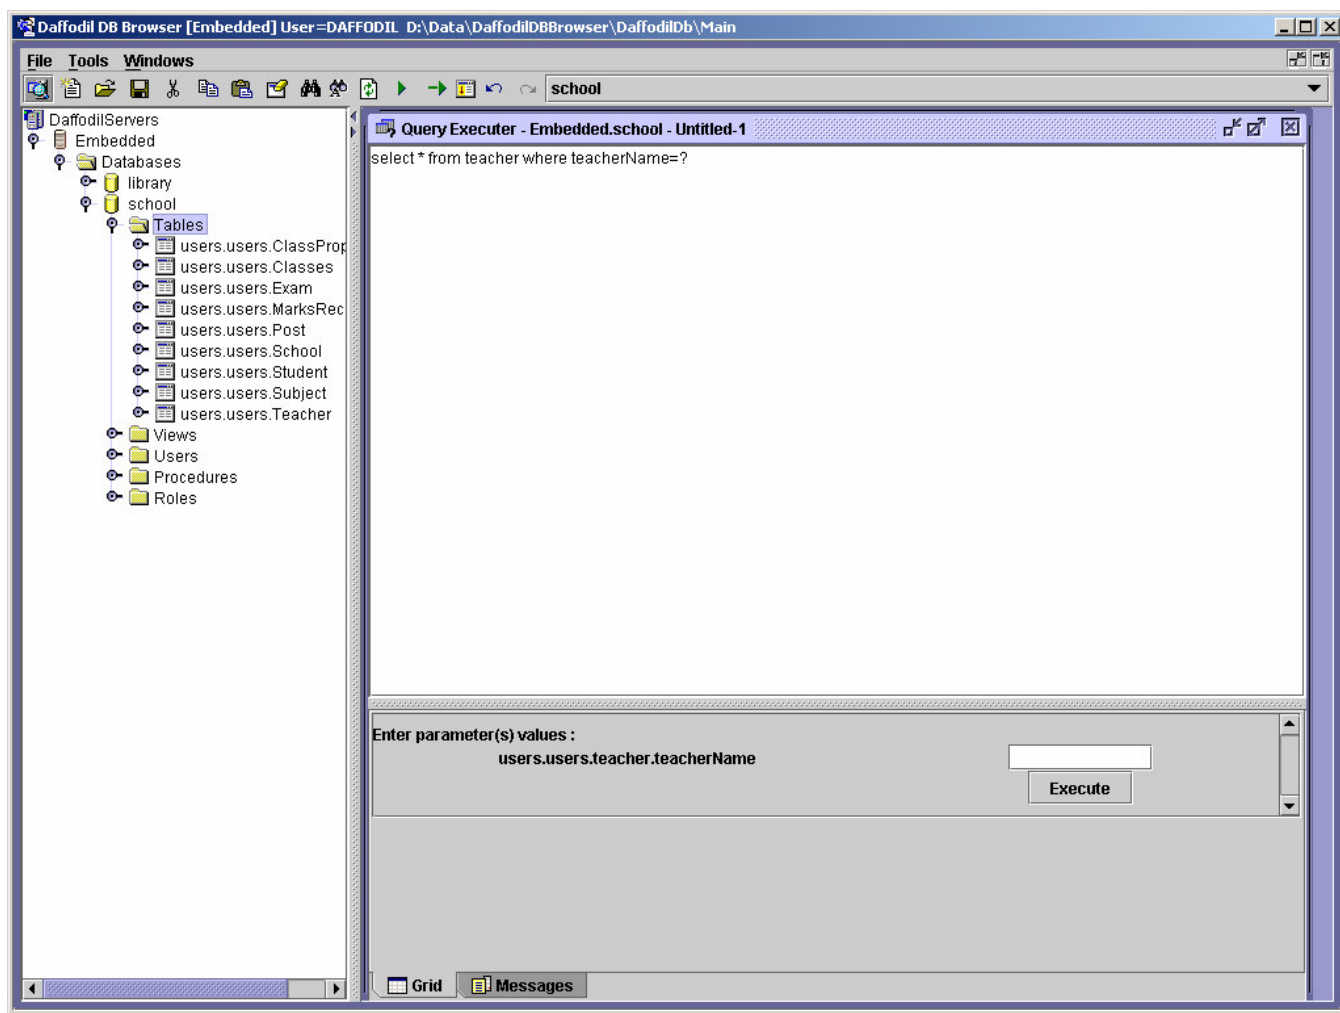 Daffodil DB Browser [Embedded] User=DAFFODIL D:\Data\DaffodilDBBrowser\DaffodilDb\Main
File Tools Windows
school
DaffodilServers
Embedded
Databases
library
school
Tables
users.users.ClassProp
users.users.Classes
users.users.Exam
users.users.MarksRec
users.users.Post
users.users.School
users.users.Student
users.users.Subject
users.users.Teacher
Views
Users
Procedures
Roles
Query Executer - Embedded.school - Untitled-1
select * from teacher where teacherName=?
Enter parameter(s) values :
users.users.teacher.teacherName
Execute
Grid Messages